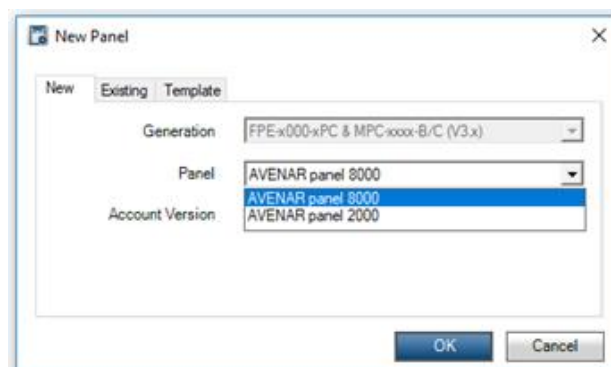 New Panel
New Existing Template
Generation FPE-x000-xPC & MPC-xxxx-B/C (V3.x)
Panel AVENAR panel 8000
AVENAR panel 8000
Account Version AVENAR panel 2000
OK Cancel